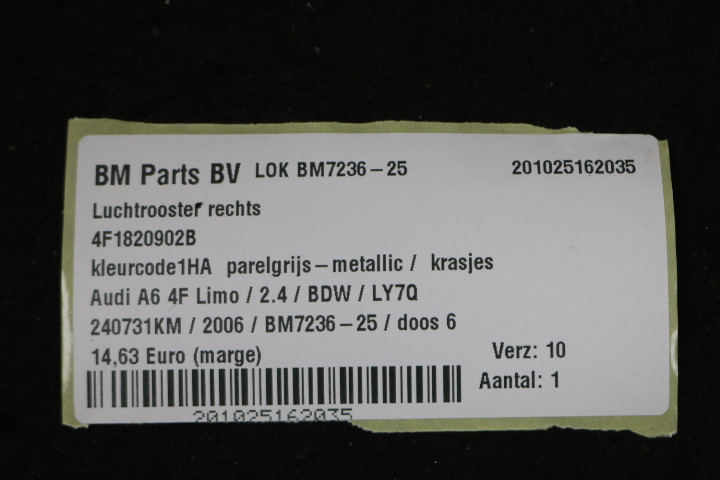 BM Parts BV LOK BM7236-25 201025162035
Luchtrooster rechts
4F1820902B
kleurcode1HA parelgrijs-metallic / krasjes
Audi A6 4F Limo / 2.4 / BDW / LY7Q
240731KM / 2006 / BM7236-25 / doos 6
14,63 Euro (marge) Verz: 10
Aantal: 1
201025162035